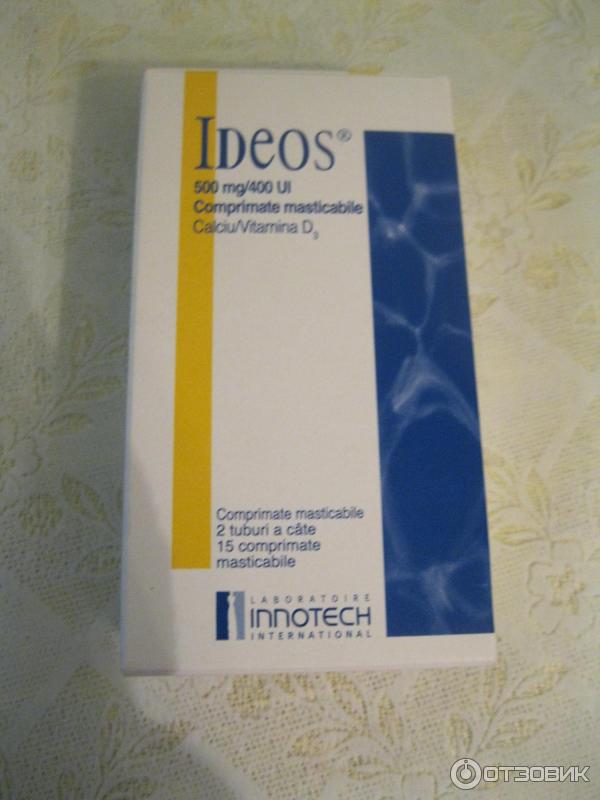 IDEOS®
500 mg/400 UI
Comprimate masticabile
Calciu/Vitamina D₃
Comprimate masticabile
2 tuburi a câte
15 comprimate
masticabile
LABORATOIRE
INNOTECH
INTERNATIONAL
ОТЗОВИК